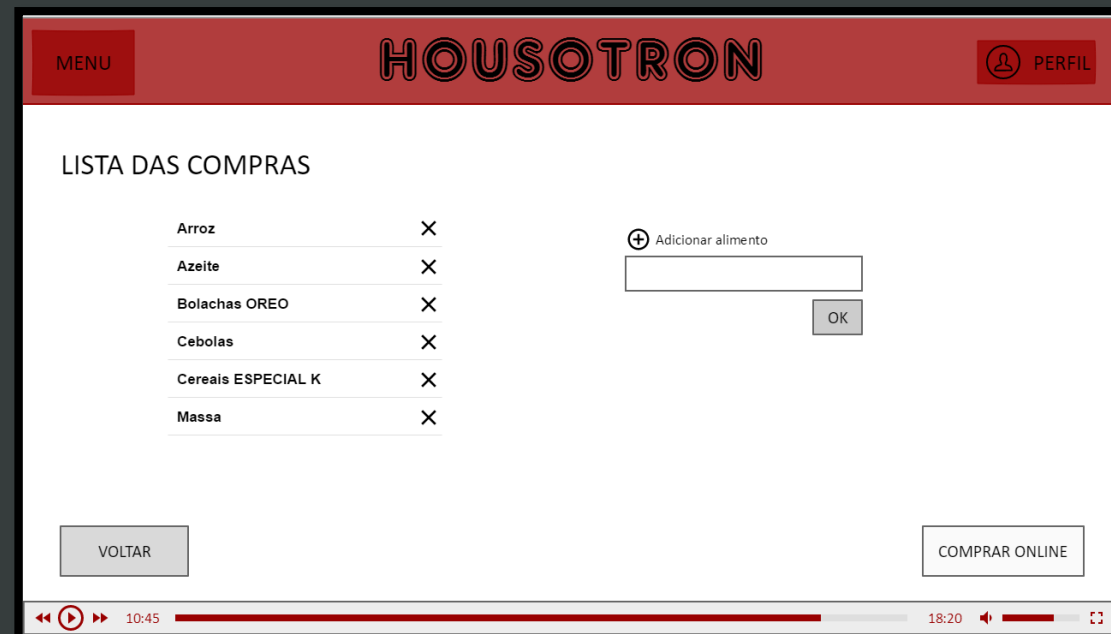 MENU
HOUSOTRON
PERFIL
LISTA DAS COMPRAS
Arroz
Azeite
Bolachas OREO
Cebolas
Cereais ESPECIAL K
Massa
Adicionar alimento
OK
VOLTAR
COMPRAR ONLINE
10:45
18:20